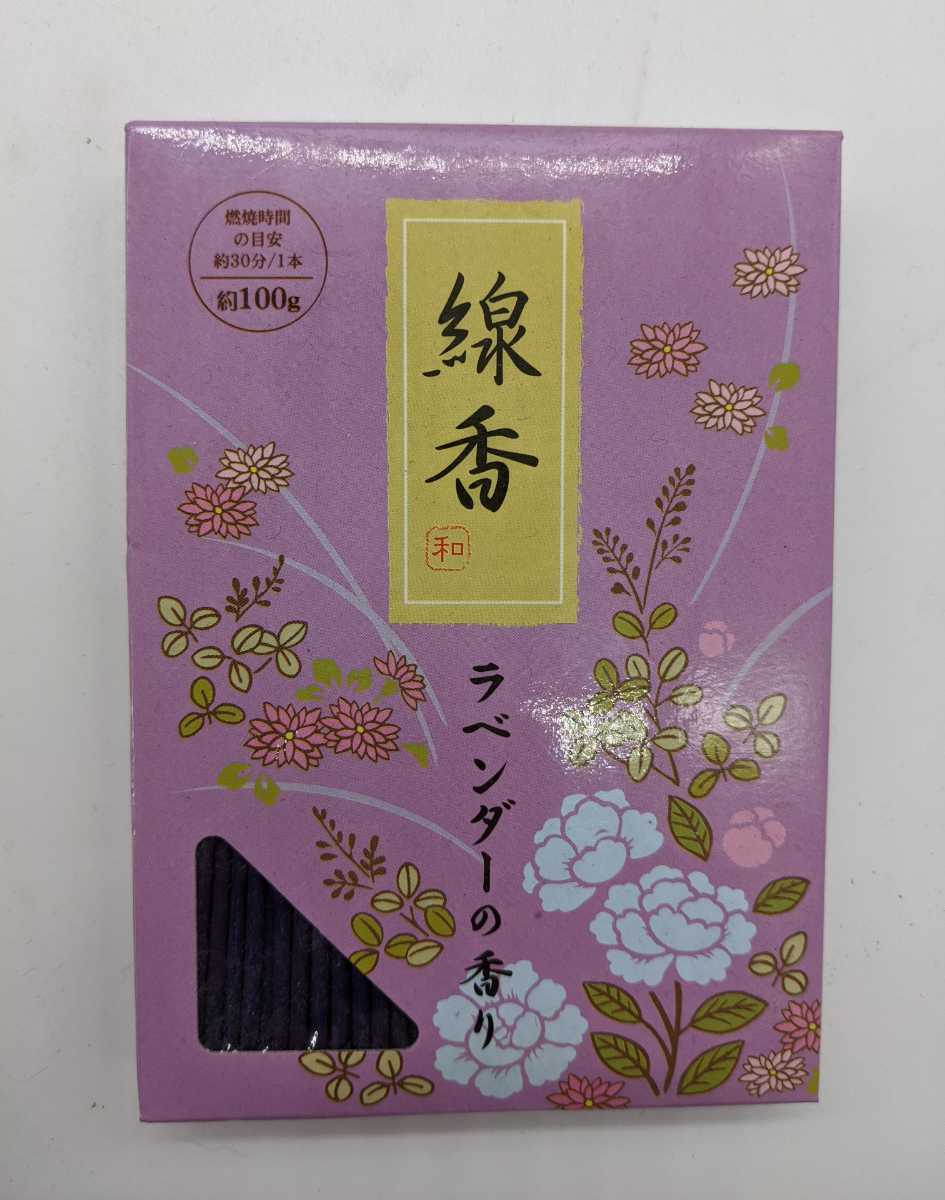 燃焼時間
の目安
約30分/1本
約100g
線香
和
ラベンダーの香り